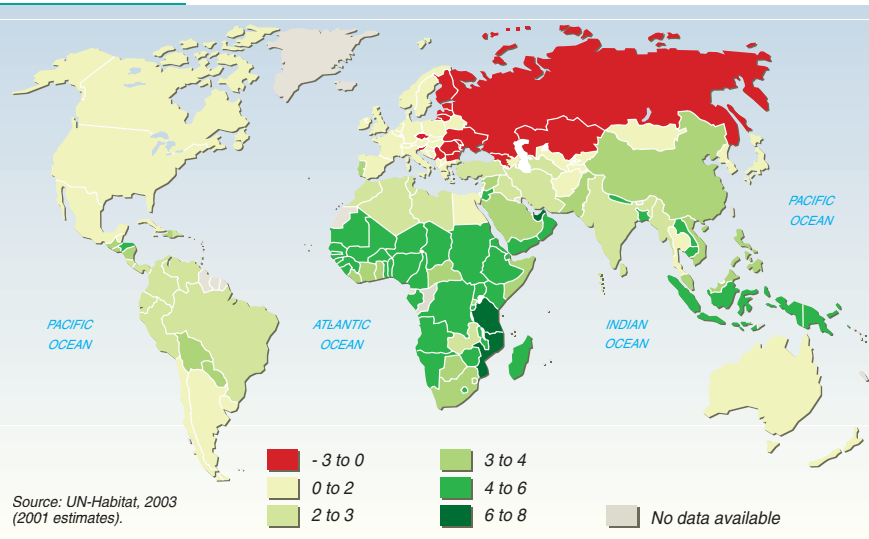 PACIFIC
OCEAN
PACIFIC
OCEAN
ATLANTIC
OCEAN
INDIAN
OCEAN
- 3 to 0
0 to 2
2 to 3
3 to 4
4 to 6
6 to 8
No data available
Source: UN-Habitat, 2003
(2001 estimates).